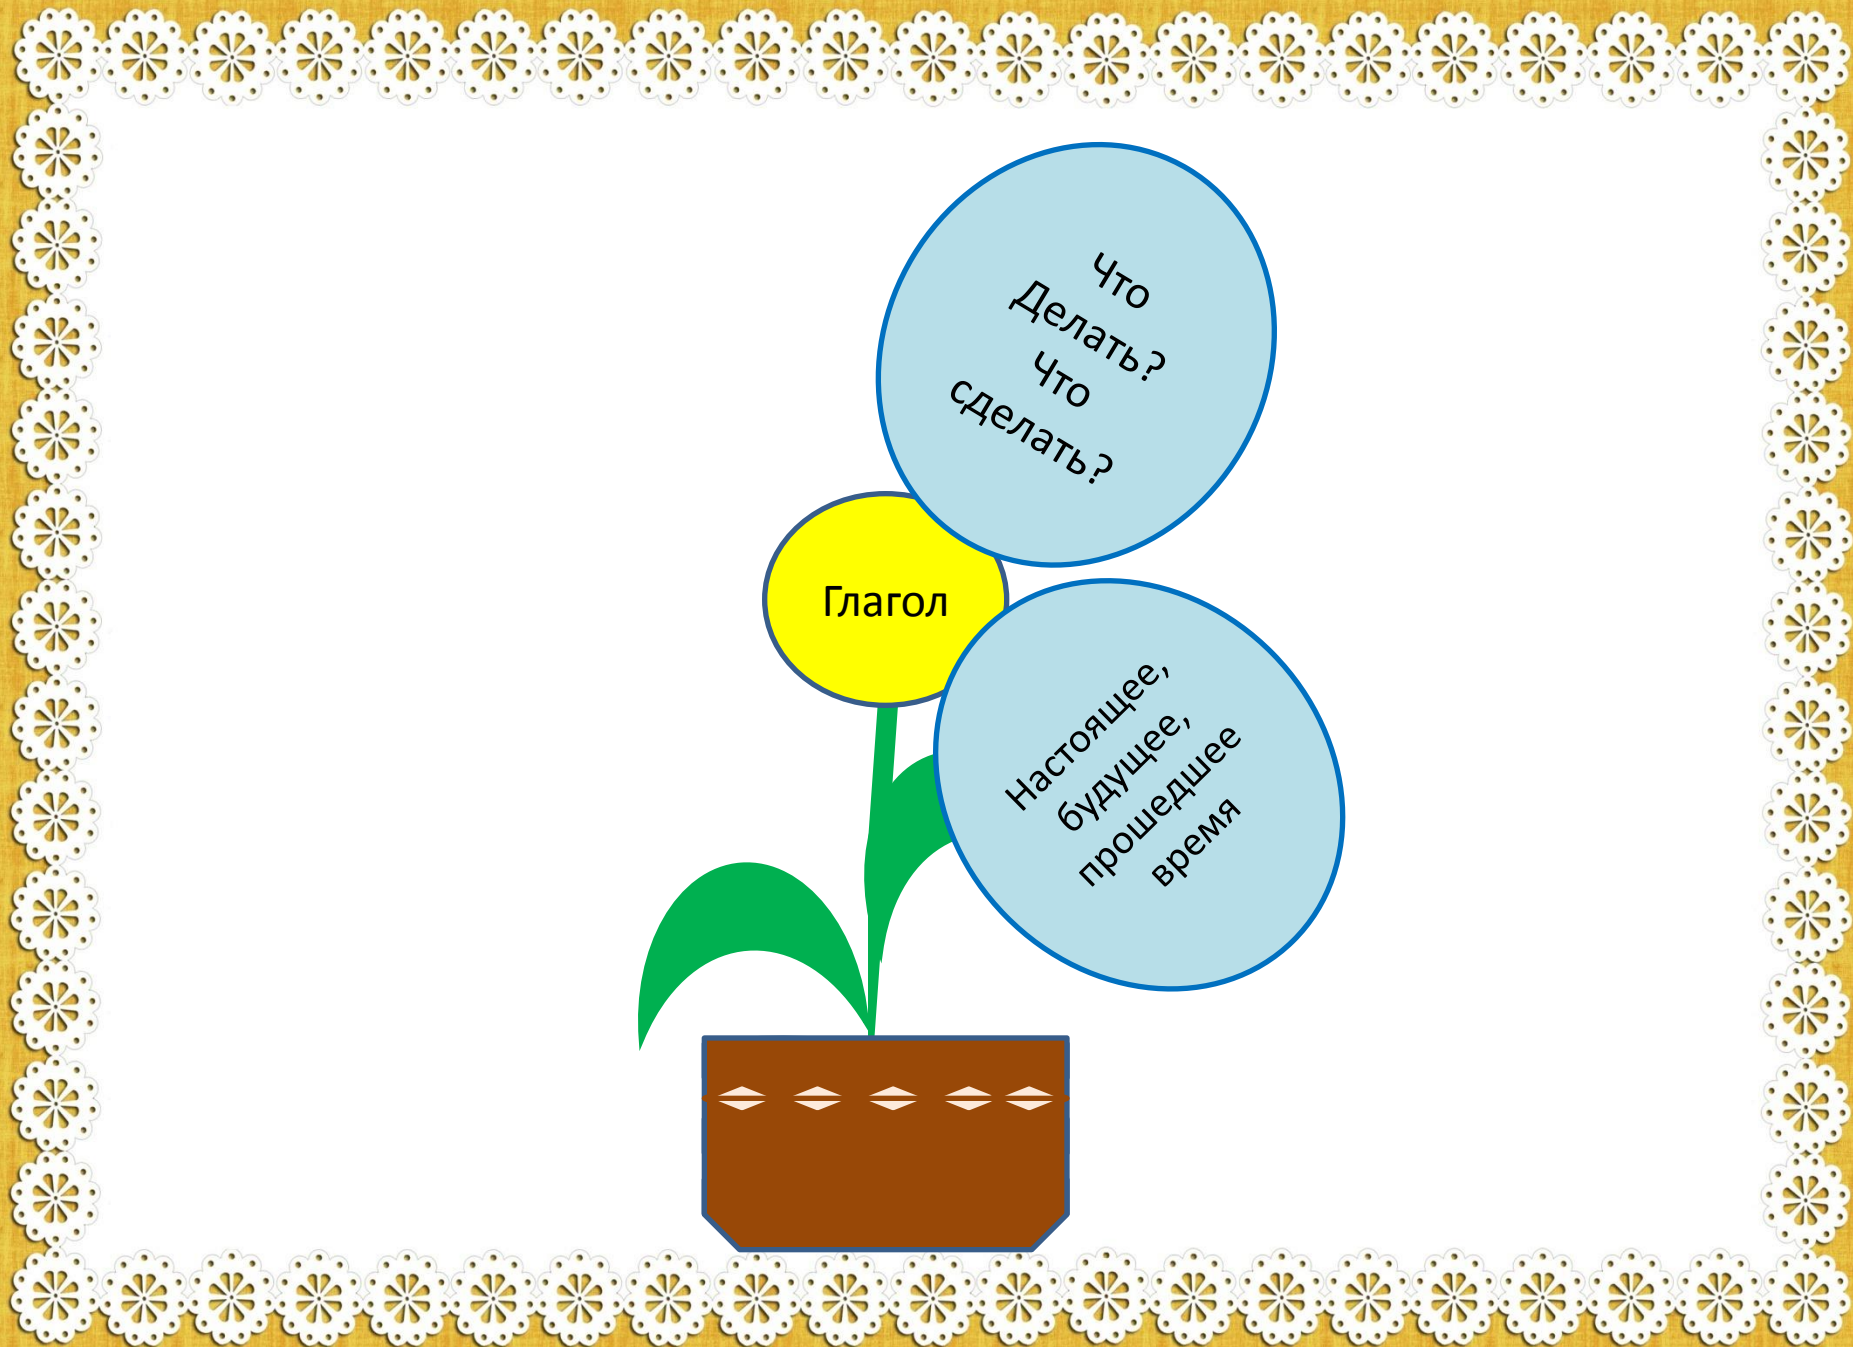 Что
Делать?
Что
сделать?
Глагол
Настоящее,
будущее,
прошедшее
время